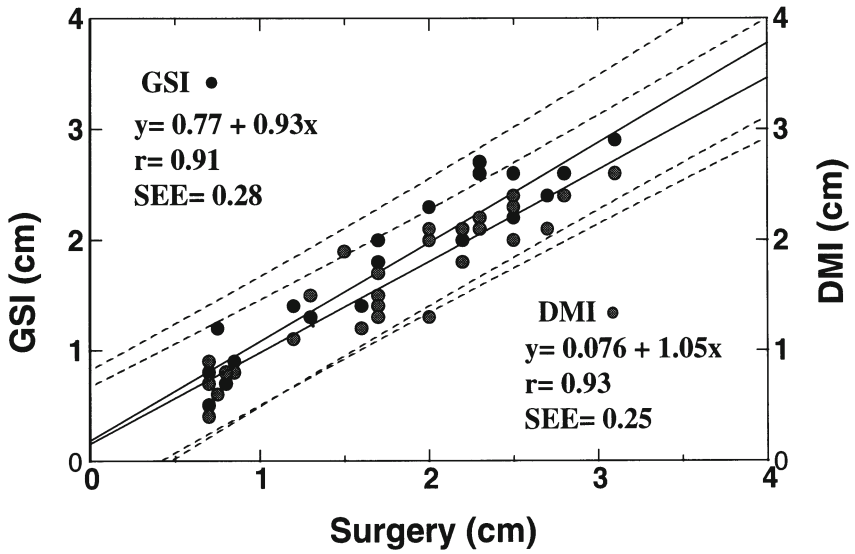 4
3
2
1
0
GSI (cm)
GSI
y= 0.77 + 0.93x
r= 0.91
SEE= 0.28
DMI
y= 0.076 + 1.05x
r= 0.93
SEE= 0.25
4
3
2
1
0
DMI (cm)
0 1 2 3 4
Surgery (cm)